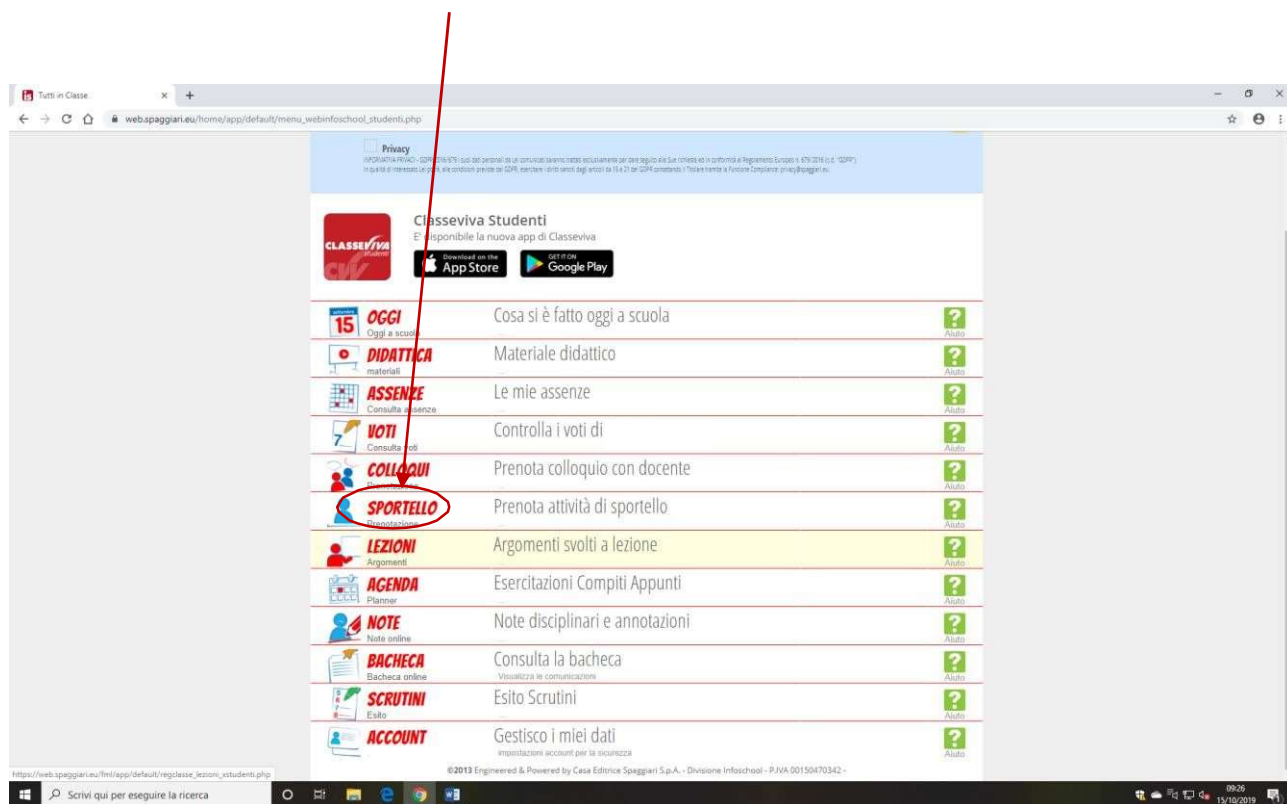 Tutti in Classe
web.spaggiari.eu/home/app/default/menu_webinfoschool_studenti.php
Privacy
Classeviva Studenti
E' disponibile la nuova app di Classeviva
CLASSEVIVA
studenti
Download on the
App Store
GET IT ON
Google Play
settembre
15
OGGI
Oggi a scuola
Cosa si è fatto oggi a scuola
Aiuto
DIDATTICA
materiali
Materiale didattico
Aiuto
ASSENZE
Consulta assenze
Le mie assenze
Aiuto
7
VOTI
Consulta voti
Controlla i voti di
Aiuto
COLLOQUI
Prenotazione
Prenota colloquio con docente
Aiuto
SPORTELLO
Prenotazione
Prenota attività di sportello
Aiuto
LEZIONI
Argomenti
Argomenti svolti a lezione
Aiuto
AGENDA
Planner
Esercitazioni Compiti Appunti
Aiuto
NOTE
Note online
Note disciplinari e annotazioni
Aiuto
BACHECA
Bacheca online
Consulta la bacheca
Visualizza le comunicazioni
Aiuto
SCRUTINI
Esito
Esito Scrutini
Aiuto
ACCOUNT
Gestisco i miei dati
impostazioni account per la sicurezza
Aiuto
©2013 Engineered & Powered by Casa Editrice Spaggiari S.p.A. - Divisione Infoschool - P.IVA 00150470342 -
https://web.spaggiari.eu/fml/app/default/regclasse_lezioni_xstudenti.php
Scrivi qui per eseguire la ricerca
09:26
15/10/2019